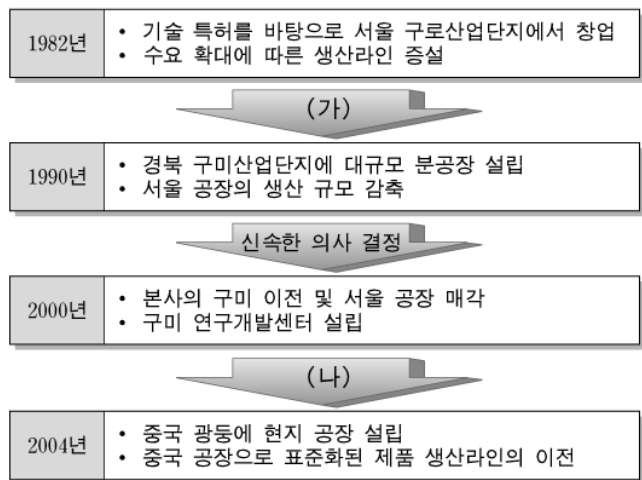 1982년
• 기술 특허를 바탕으로 서울 구로산업단지에서 창업
• 수요 확대에 따른 생산라인 증설
(가)
1990년
• 경북 구미산업단지에 대규모 분공장 설립
• 서울 공장의 생산 규모 감축
신속한 의사 결정
2000년
• 본사의 구미 이전 및 서울 공장 매각
• 구미 연구개발센터 설립
(나)
2004년
• 중국 광둥에 현지 공장 설립
• 중국 공장으로 표준화된 제품 생산라인의 이전